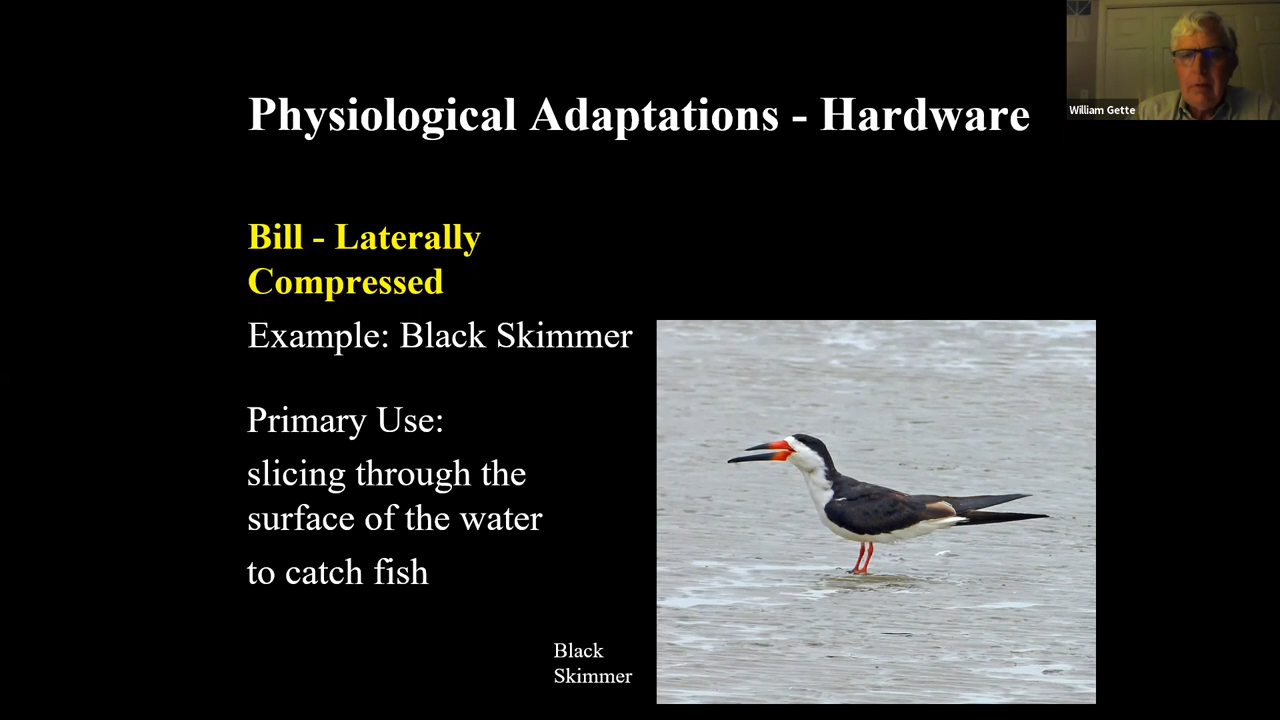 Physiological Adaptations - Hardware
William Gette
Bill - Laterally
Compressed
Example: Black Skimmer
Primary Use:
slicing through the
surface of the water
to catch fish
Black
Skimmer